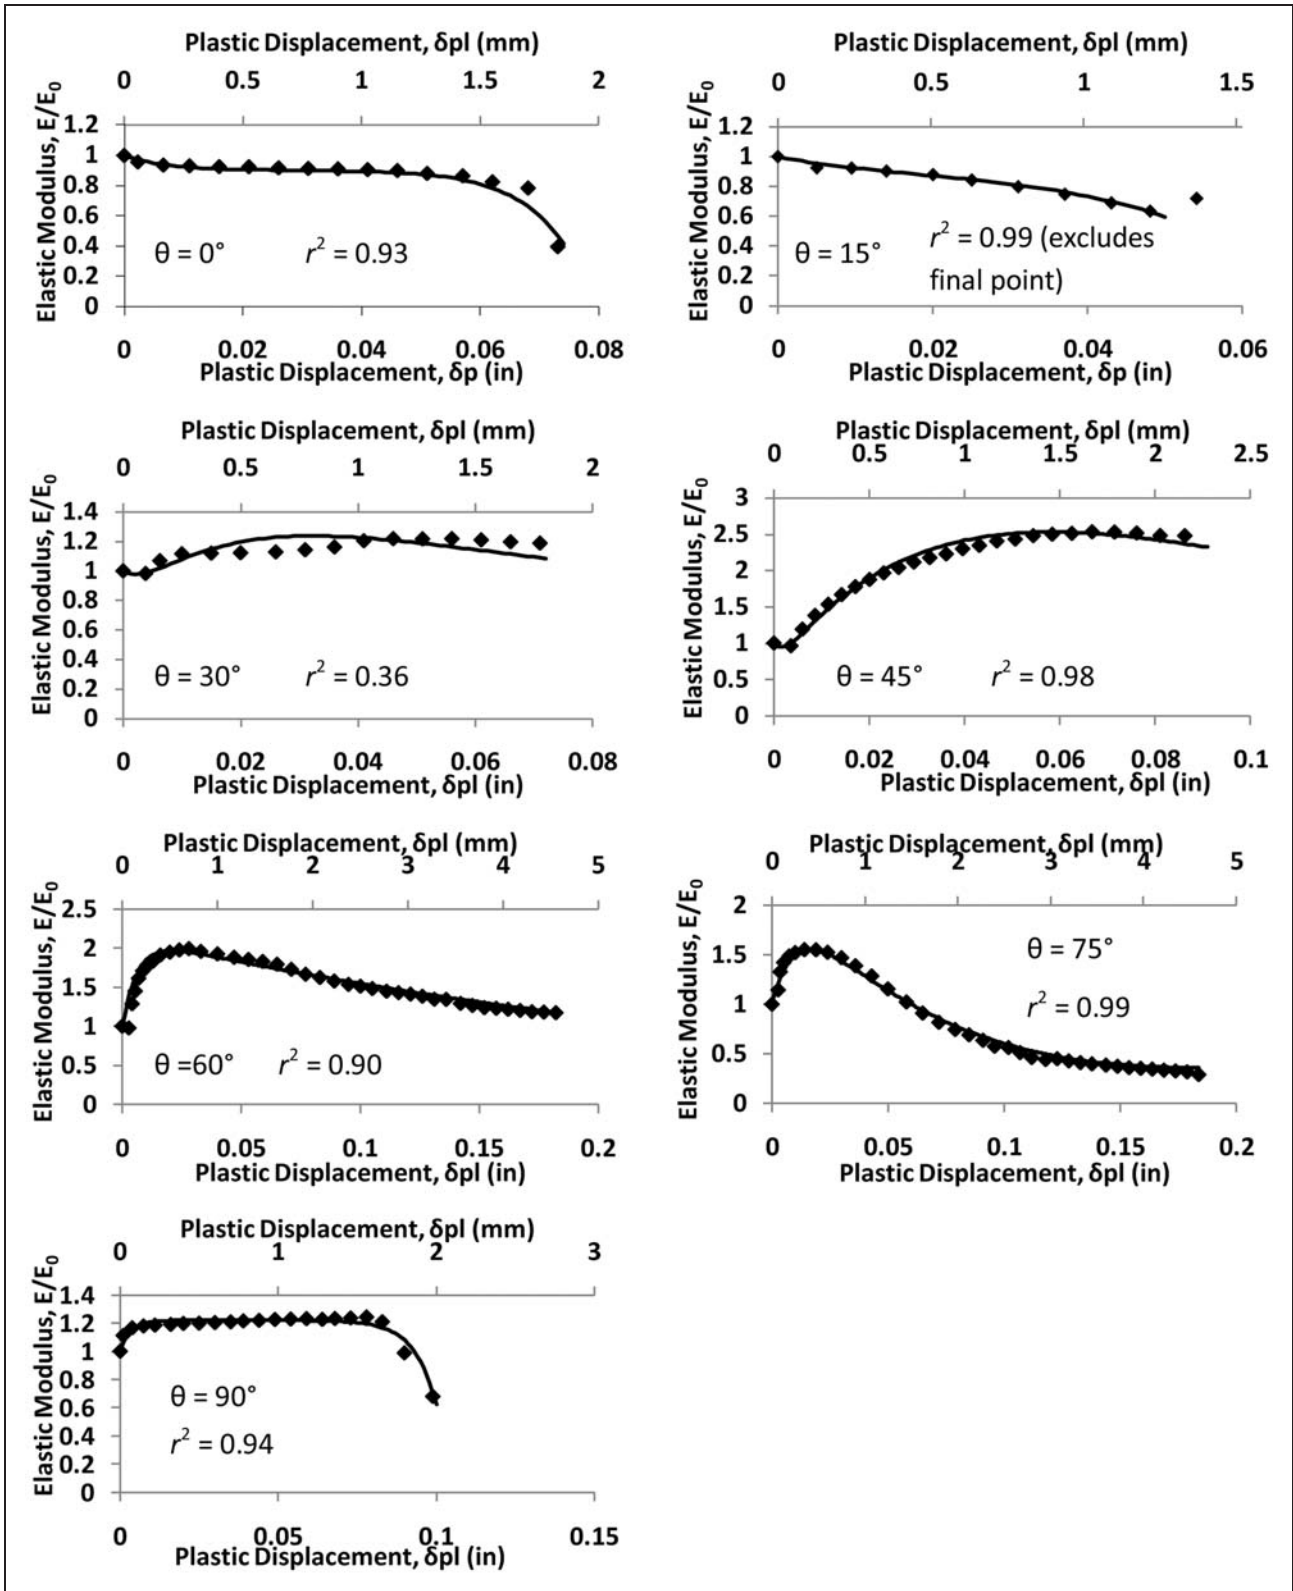 Plastic Displacement, δpl (mm)
0 0.5 1 1.5 2
Elastic Modulus, E/E₀
1.2
1
0.8
0.6
0.4
0.2
0
θ = 0° r² = 0.93
0 0.02 0.04 0.06 0.08
Plastic Displacement, δp (in)
Plastic Displacement, δpl (mm)
0 0.5 1 1.5
Elastic Modulus, E/E₀
1.2
1
0.8
0.6
0.4
0.2
0
θ = 15°
r² = 0.99 (excludes
final point)
0 0.02 0.04 0.06
Plastic Displacement, δp (in)
Plastic Displacement, δpl (mm)
0 0.5 1 1.5 2
Elastic Modulus, E/E₀
1.4
1.2
1
0.8
0.6
0.4
0.2
0
θ = 30° r² = 0.36
0 0.02 0.04 0.06 0.08
Plastic Displacement, δpl (in)
Plastic Displacement, δpl (mm)
0 0.5 1 1.5 2 2.5
Elastic Modulus, E/E₀
3
2.5
2
1.5
1
0.5
0
θ = 45° r² = 0.98
0 0.02 0.04 0.06 0.08 0.1
Plastic Displacement, δpl (in)
Plastic Displacement, δpl (mm)
0 1 2 3 4 5
Elastic Modulus, E/E₀
2.5
2
1.5
1
0.5
0
θ =60° r² = 0.90
0 0.05 0.1 0.15 0.2
Plastic Displacement, δpl (in)
Plastic Displacement, δpl (mm)
0 1 2 3 4 5
Elastic Modulus, E/E₀
2
1.5
1
0.5
0
θ = 75°
r² = 0.99
0 0.05 0.1 0.15 0.2
Plastic Displacement, δpl (in)
Plastic Displacement, δpl (mm)
0 1 2 3
Elastic Modulus, E/E₀
1.4
1.2
1
0.8
0.6
0.4
0.2
0
θ = 90°
r² = 0.94
0 0.05 0.1 0.15
Plastic Displacement, δpl (in)